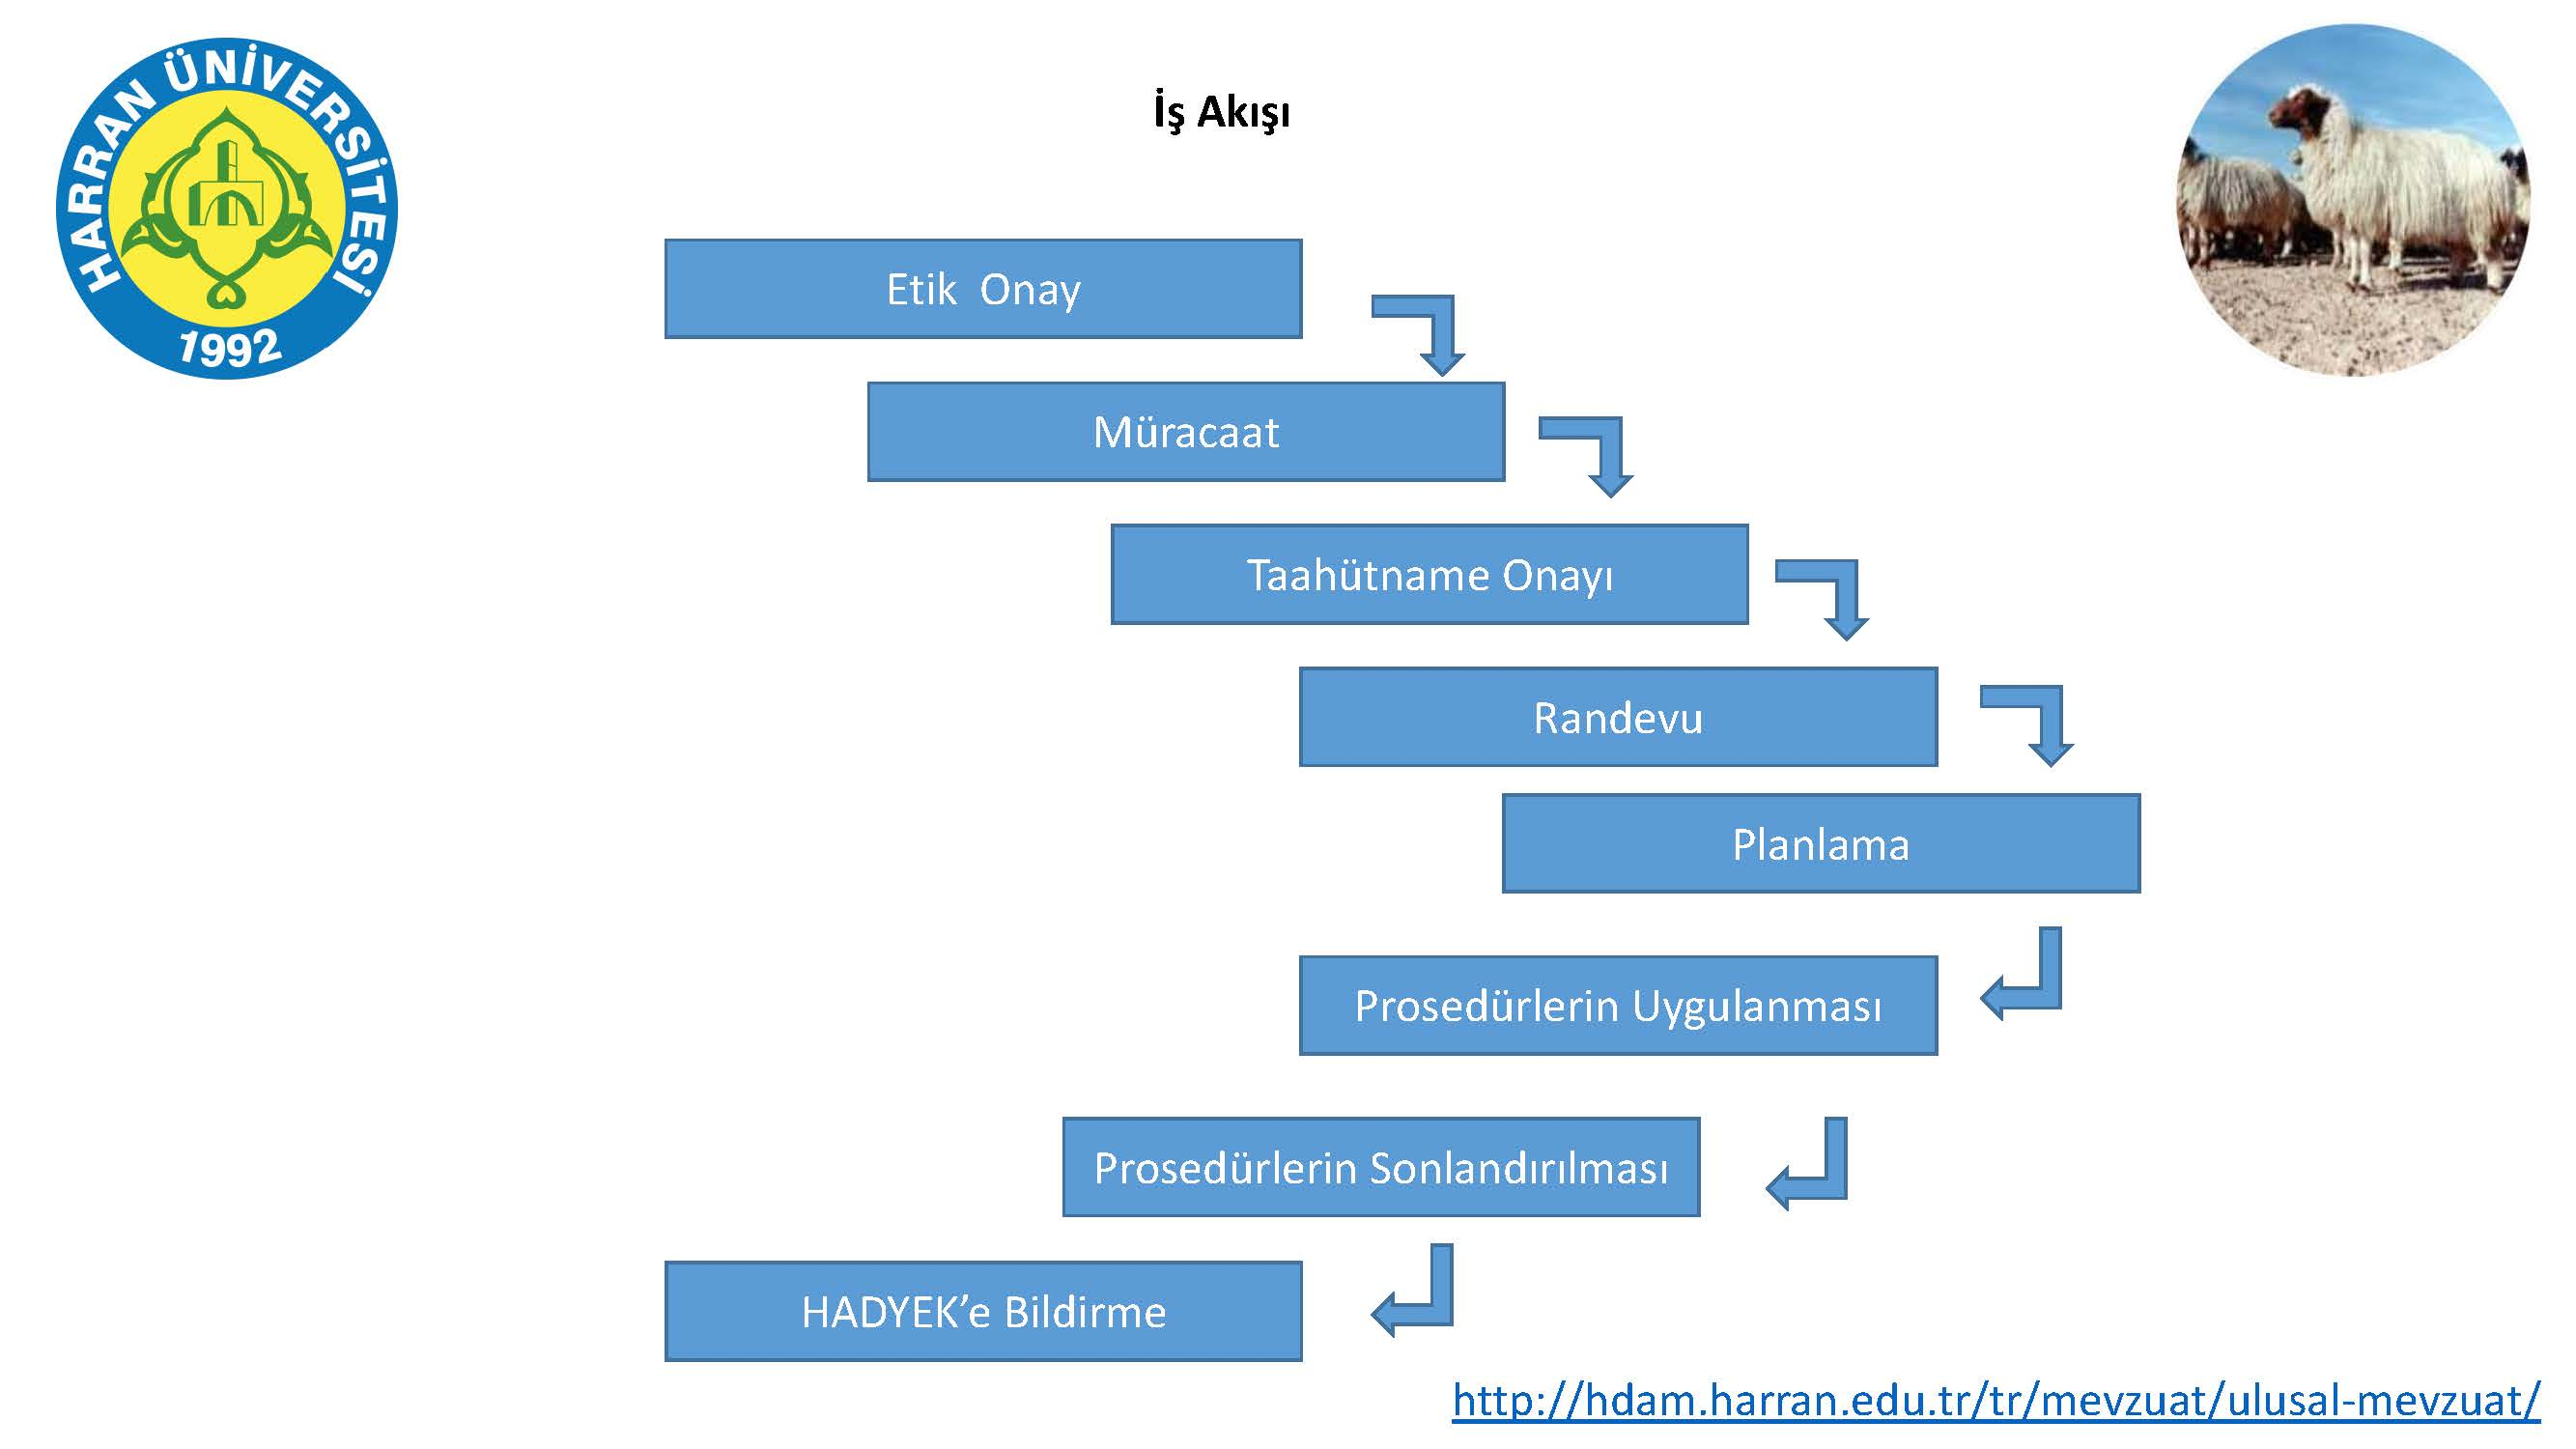 HARRAN ÜNİVERSİTESİ
1992
İş Akışı
Etik Onay
Müracaat
Taahütname Onayı
Randevu
Planlama
Prosedürlerin Uygulanması
Prosedürlerin Sonlandırılması
HADYEK’e Bildirme
http://hdam.harran.edu.tr/tr/mevzuat/ulusal-mevzuat/